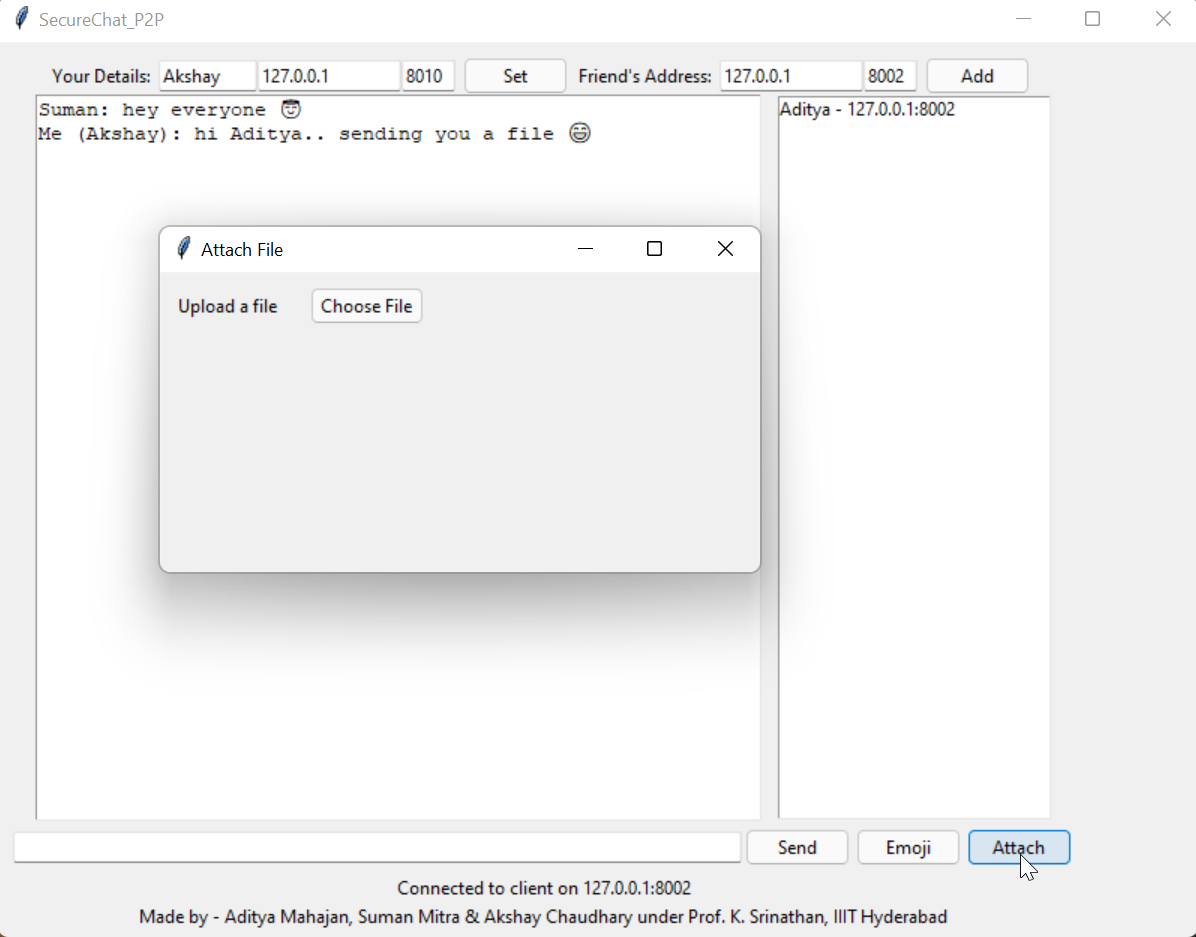 SecureChat_P2P
Your Details: Akshay 127.0.0.1 8010 Set Friend's Address: 127.0.0.1 8002 Add
Suman: hey everyone 😇
Me (Akshay): hi Aditya.. sending you a file 😄
Aditya - 127.0.0.1:8002
Attach File
Upload a file Choose File
Send Emoji Attach
Connected to client on 127.0.0.1:8002
Made by - Aditya Mahajan, Suman Mitra & Akshay Chaudhary under Prof. K. Srinathan, IIIT Hyderabad